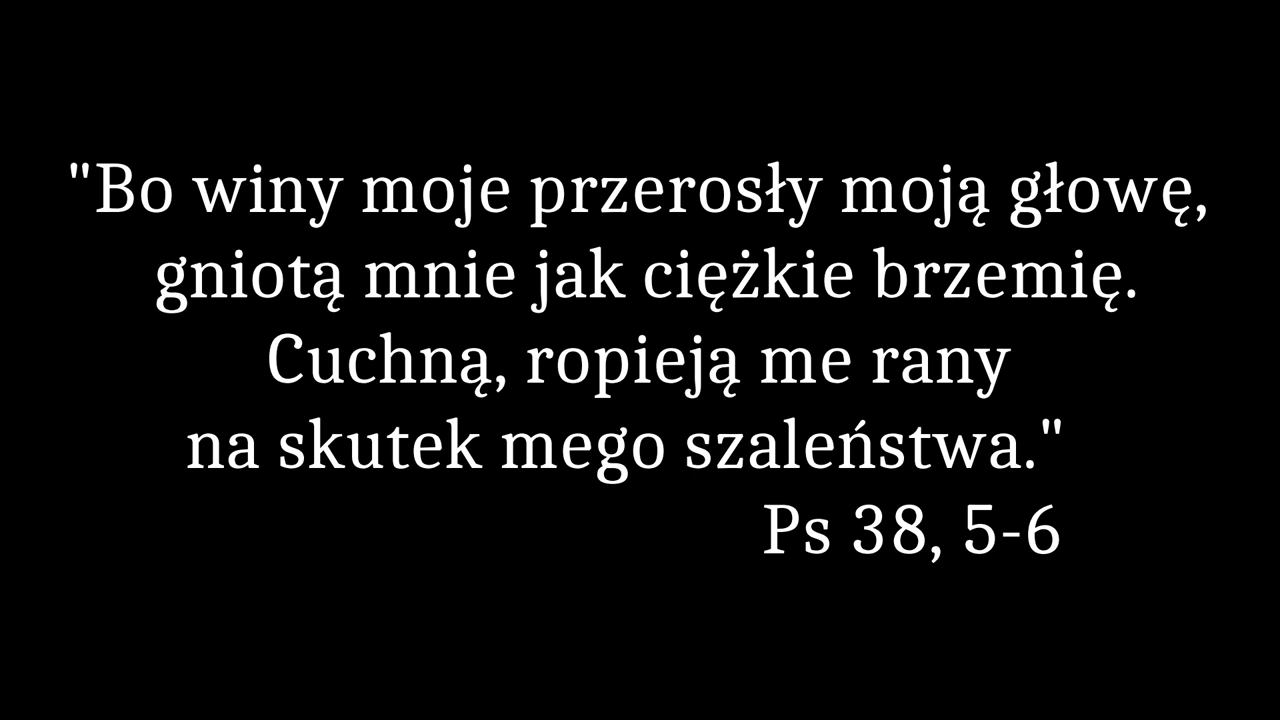 "Bo winy moje przerosły moją głowę,
gniotą mnie jak ciężkie brzemię.
Cuchną, ropieją me rany
na skutek mego szaleństwa."
Ps 38, 5-6